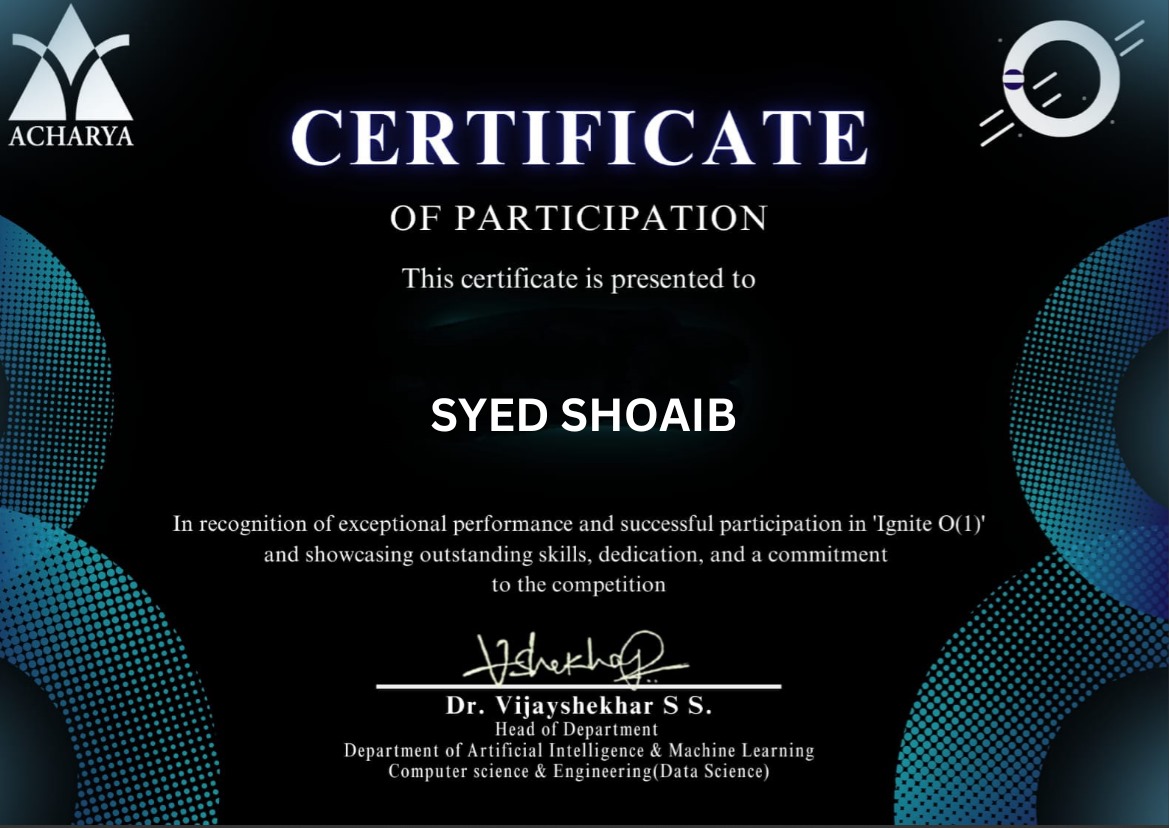 ACHARYA
CERTIFICATE
OF PARTICIPATION
This certificate is presented to
SYED SHOAIB
In recognition of exceptional performance and successful participation in 'Ignite O(1)'
and showcasing outstanding skills, dedication, and a commitment
to the competition
Vshekhar
Dr. Vijayshekhar S S.
Head of Department
Department of Artificial Intelligence & Machine Learning
Computer science & Engineering(Data Science)